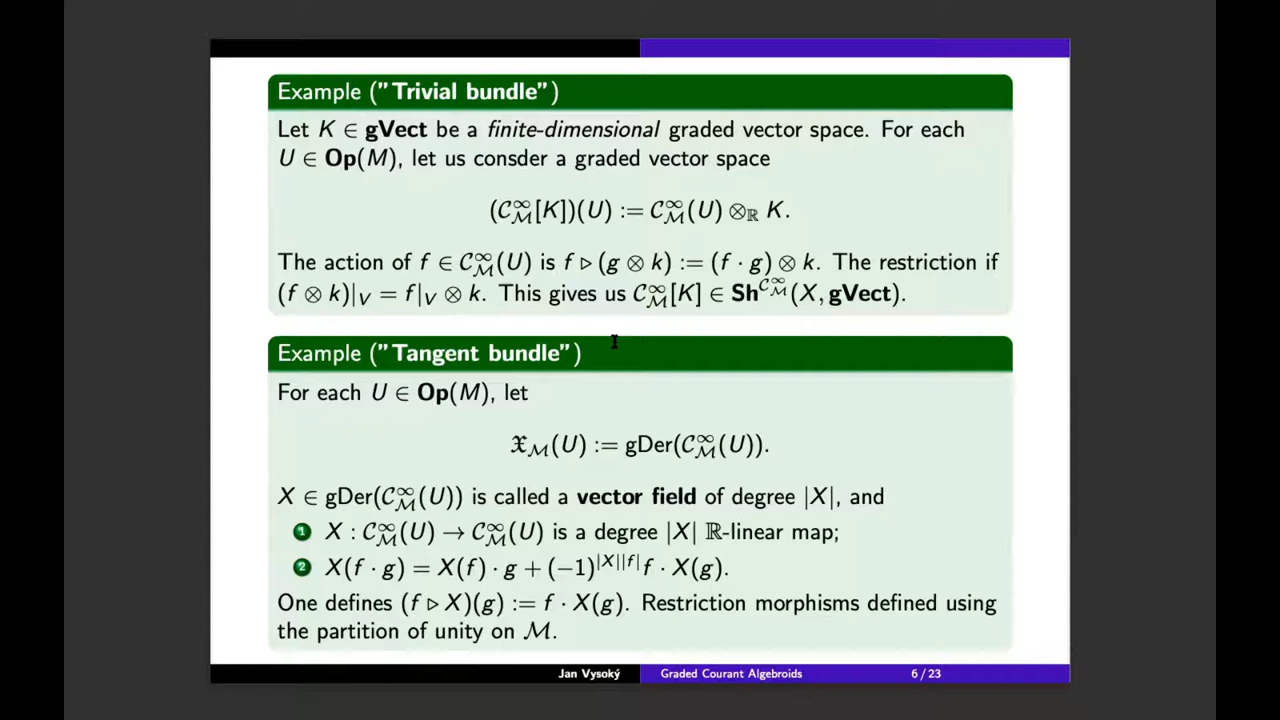 Example ("Trivial bundle")
Let K ∈ gVect be a finite-dimensional graded vector space. For each
U ∈ Op(M), let us consder a graded vector space
(𝒞^∞_ℳ[K])(U) := 𝒞^∞_ℳ(U) ⊗_ℝ K.
The action of f ∈ 𝒞^∞_ℳ(U) is f ▷ (g ⊗ k) := (f · g) ⊗ k. The restriction if
(f ⊗ k)|_V = f|_V ⊗ k. This gives us 𝒞^∞_ℳ[K] ∈ Sh^{𝒞^∞_ℳ}(X, gVect).
Example ("Tangent bundle")
For each U ∈ Op(M), let
𝔛_ℳ(U) := gDer(𝒞^∞_ℳ(U)).
X ∈ gDer(𝒞^∞_ℳ(U)) is called a vector field of degree |X|, and
1 X : 𝒞^∞_ℳ(U) → 𝒞^∞_ℳ(U) is a degree |X| ℝ-linear map;
2 X(f · g) = X(f) · g + (−1)^{|X||f|} f · X(g).
One defines (f ▷ X)(g) := f · X(g). Restriction morphisms defined using
the partition of unity on ℳ.
Jan Vysoký Graded Courant Algebroids 6 / 23